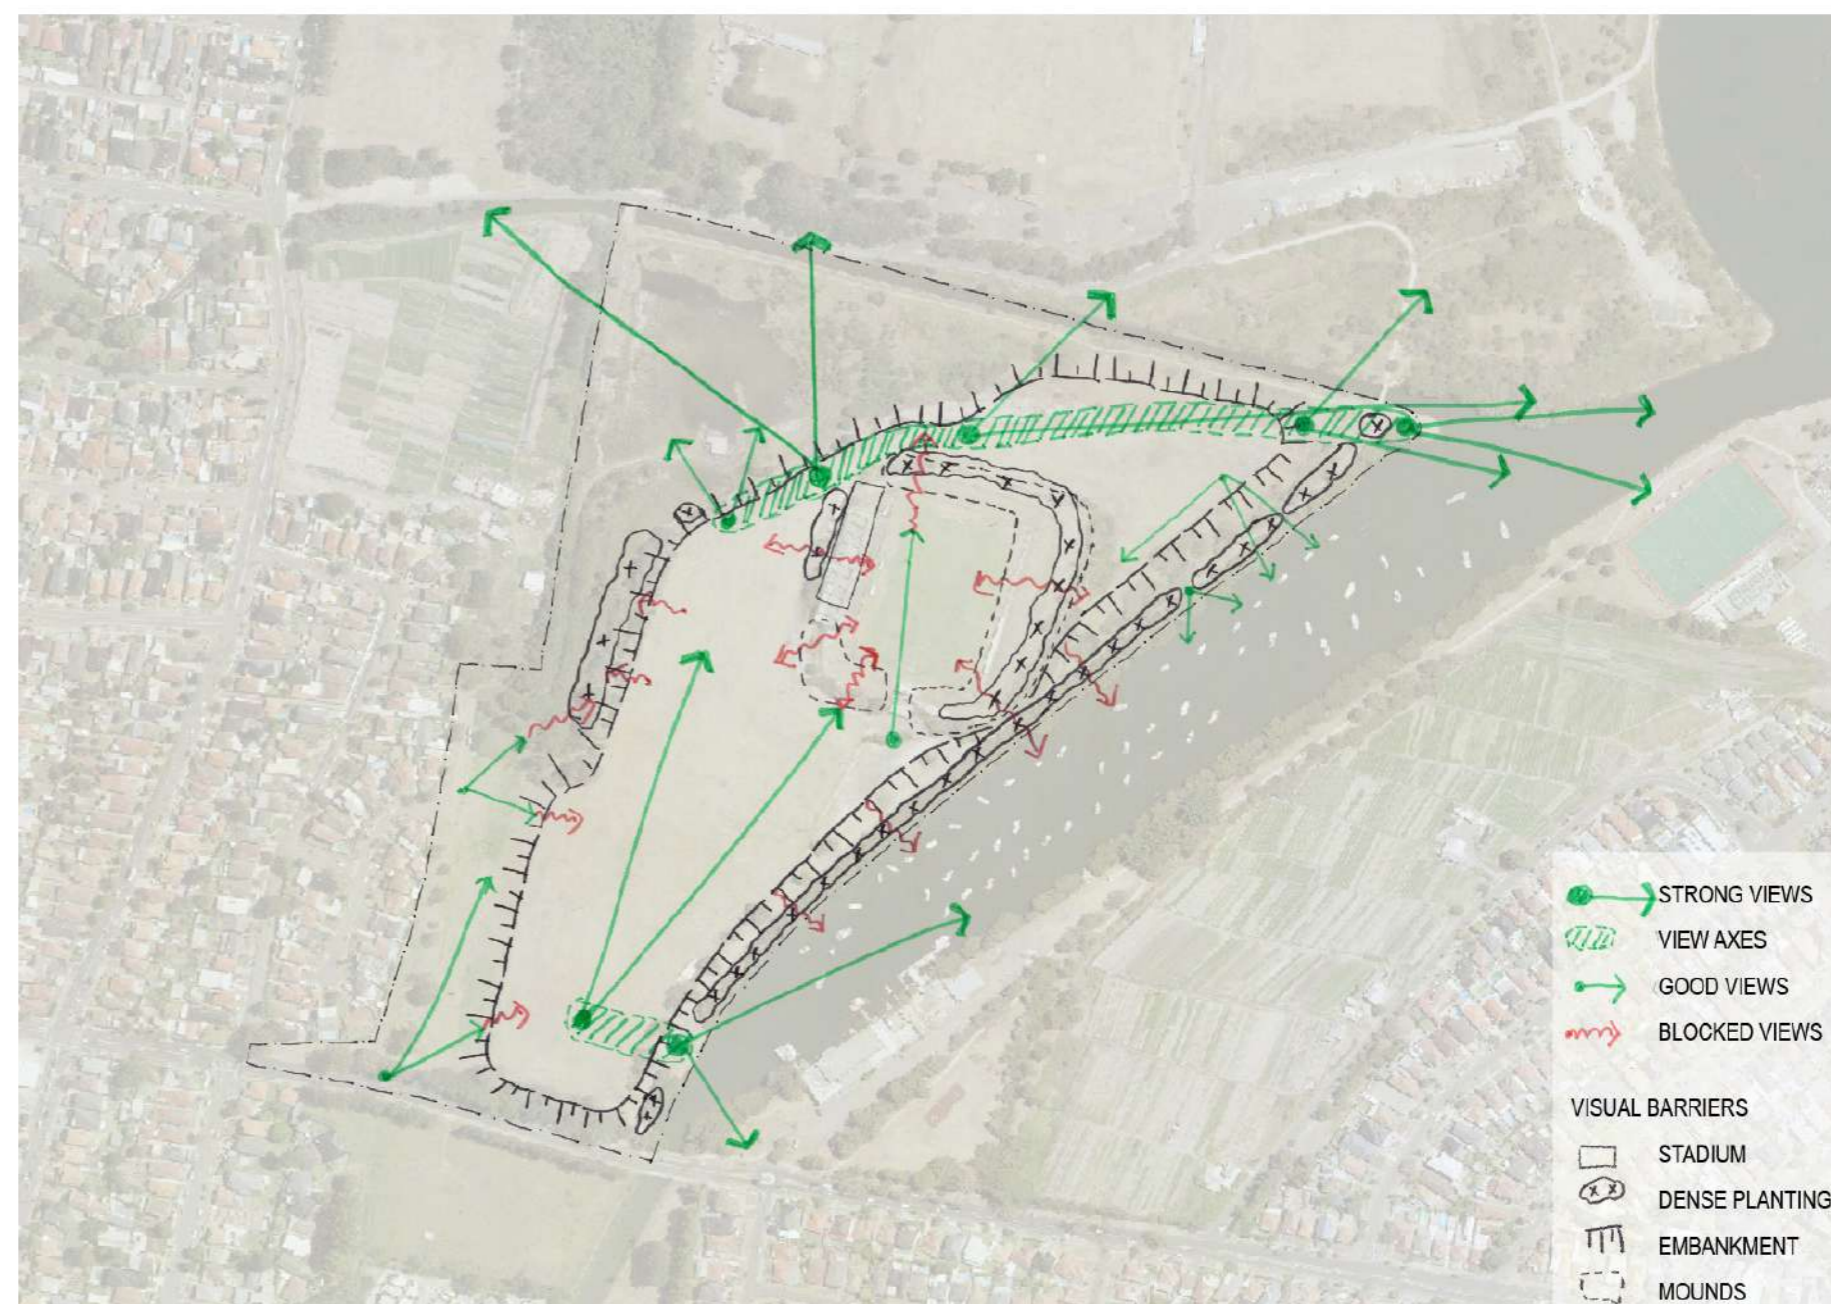 STRONG VIEWS
VIEW AXES
GOOD VIEWS
BLOCKED VIEWS
VISUAL BARRIERS
STADIUM
DENSE PLANTING
EMBANKMENT
MOUNDS